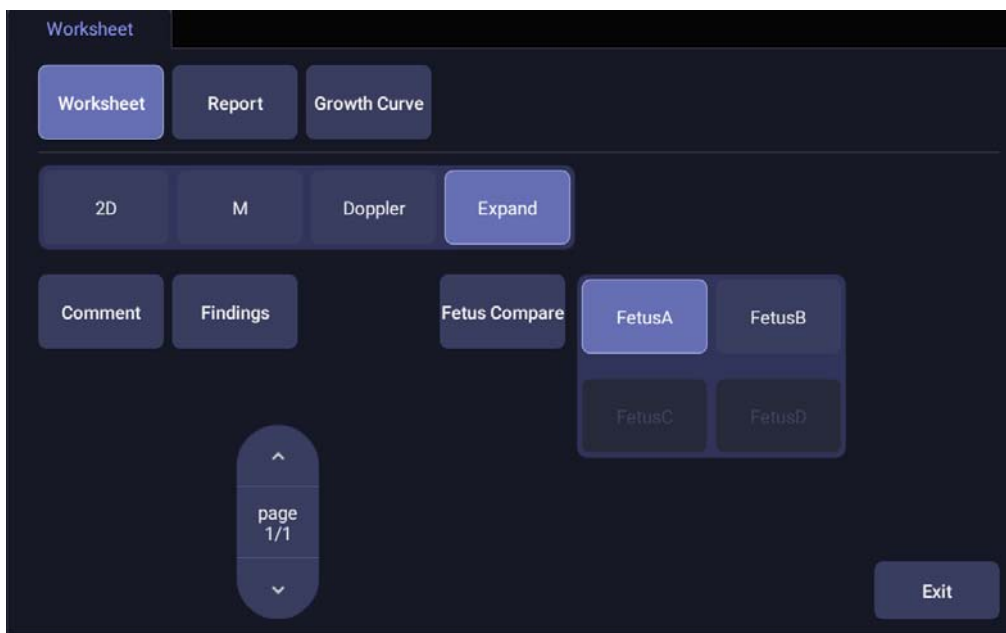 Worksheet
Worksheet
Report
Growth Curve
2D
M
Doppler
Expand
Comment
Findings
Fetus Compare
FetusA
FetusB
FetusC
FetusD
page
1/1
Exit